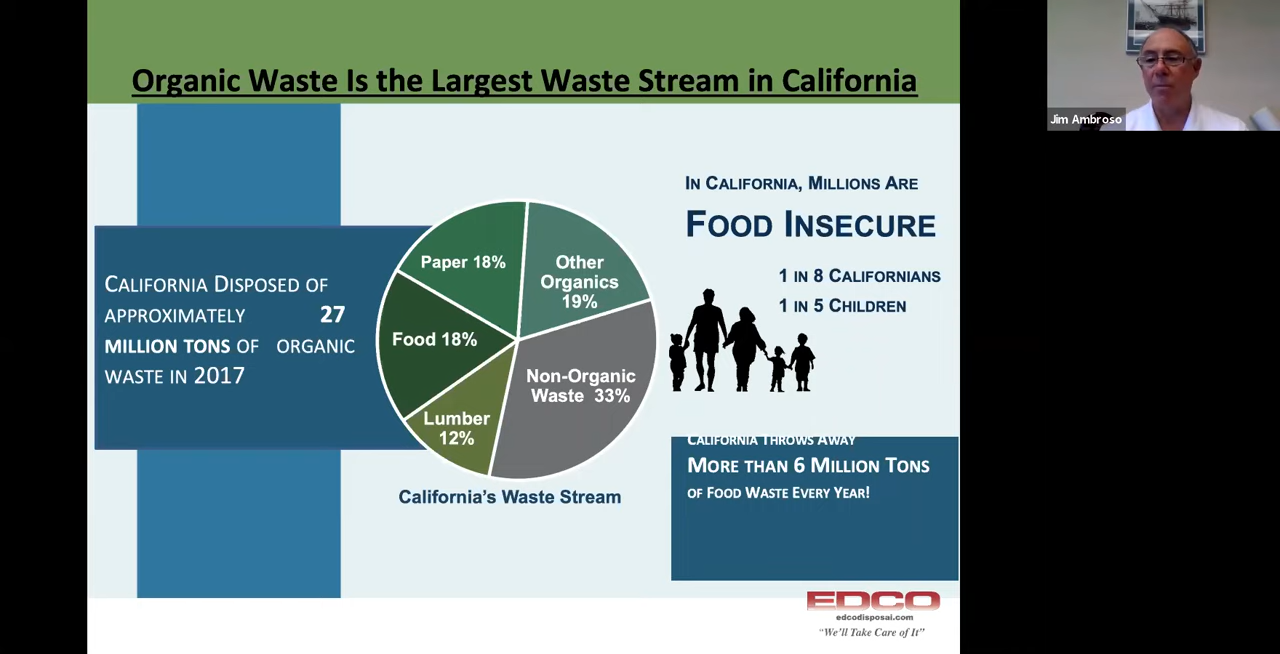 Organic Waste Is the Largest Waste Stream in California
Jim Ambroso
CALIFORNIA DISPOSED OF
APPROXIMATELY 27
MILLION TONS OF ORGANIC
WASTE IN 2017
Paper 18%
Other
Organics
19%
Food 18%
Non-Organic
Waste 33%
Lumber
12%
California's Waste Stream
IN CALIFORNIA, MILLIONS ARE
FOOD INSECURE
1 IN 8 CALIFORNIANS
1 IN 5 CHILDREN
CALIFORNIA THROWS AWAY
MORE THAN 6 MILLION TONS
OF FOOD WASTE EVERY YEAR!
EDCO
edcodisposal.com
"We'll Take Care of It"